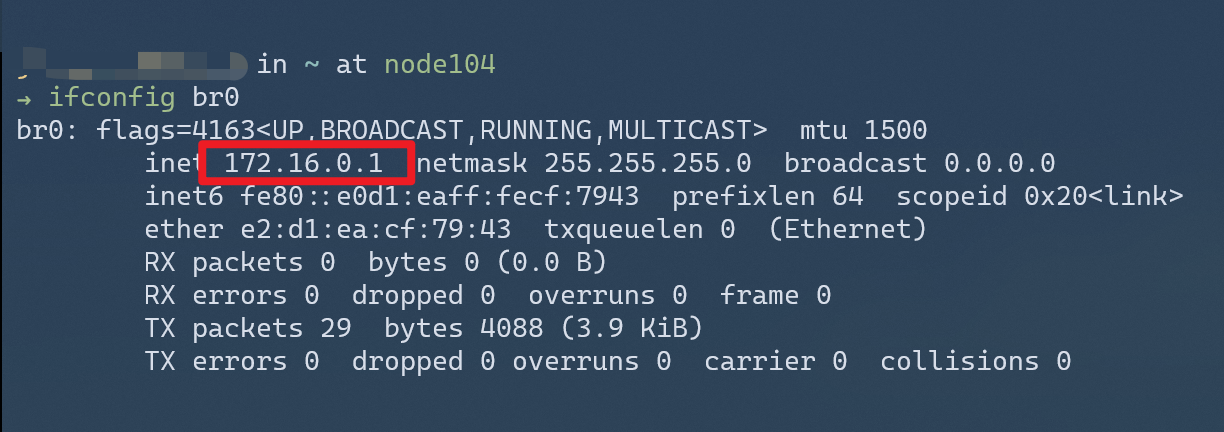 in ~ at node104
→ ifconfig br0
br0: flags=4163<UP,BROADCAST,RUNNING,MULTICAST>  mtu 1500
inet 172.16.0.1 netmask 255.255.255.0  broadcast 0.0.0.0
inet6 fe80::e0d1:eaff:fecf:7943  prefixlen 64  scopeid 0x20<link>
ether e2:d1:ea:cf:79:43  txqueuelen 0  (Ethernet)
RX packets 0  bytes 0 (0.0 B)
RX errors 0  dropped 0  overruns 0  frame 0
TX packets 29  bytes 4088 (3.9 KiB)
TX errors 0  dropped 0 overruns 0  carrier 0  collisions 0